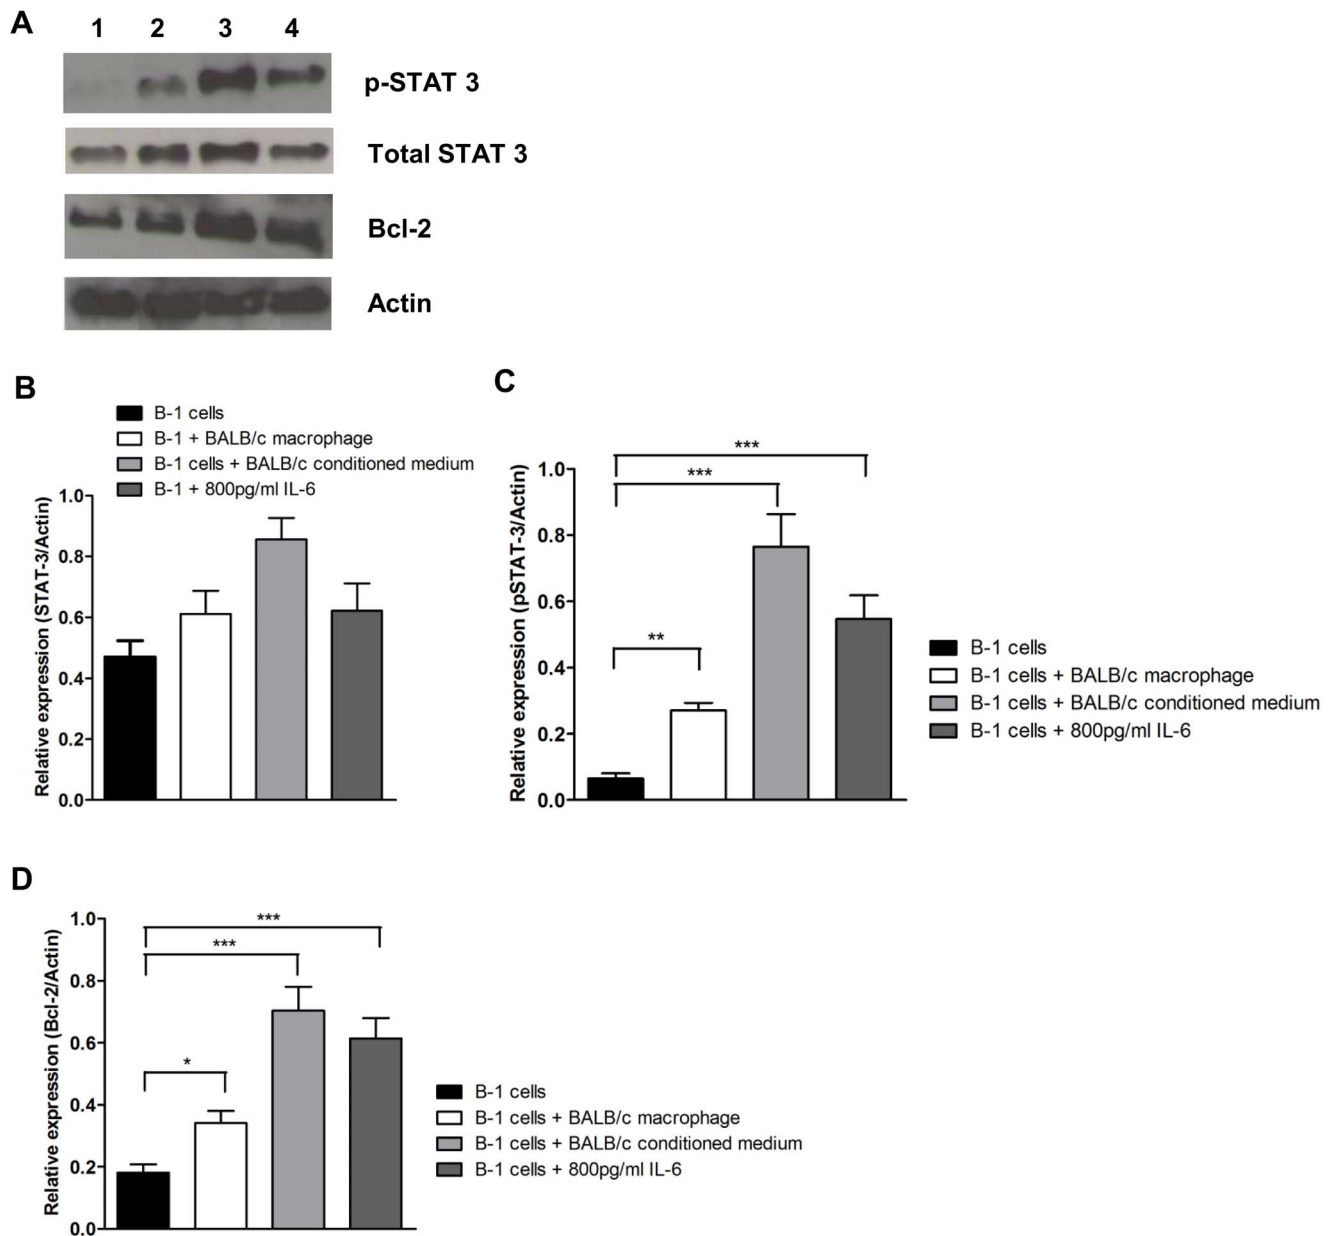 A
1 2 3 4
p-STAT 3
Total STAT 3
Bcl-2
Actin
B
B-1 cells
B-1 + BALB/c macrophage
B-1 cells + BALB/c conditioned medium
B-1 + 800pg/ml IL-6
Relative expression (STAT-3/Actin)
1.0
0.8
0.6
0.4
0.2
0.0
C
***
***
**
Relative expression (pSTAT-3/Actin)
1.0
0.8
0.6
0.4
0.2
0.0
B-1 cells
B-1 cells + BALB/c macrophage
B-1 cells + BALB/c conditioned medium
B-1 cells + 800pg/ml IL-6
D
***
***
*
Relative expression (Bcl-2/Actin)
1.0
0.8
0.6
0.4
0.2
0.0
B-1 cells
B-1 cells + BALB/c macrophage
B-1 cells + BALB/c conditioned medium
B-1 cells + 800pg/ml IL-6